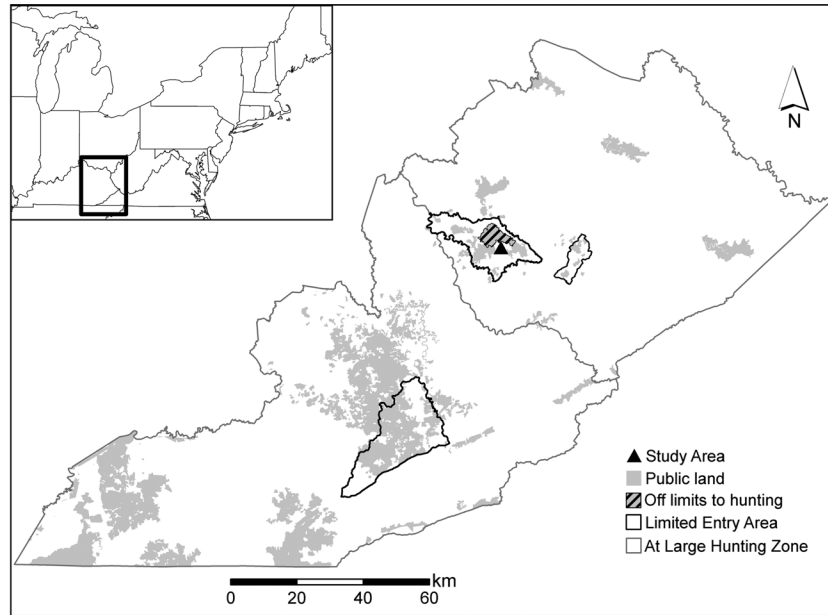 N
Study Area
Public land
Off limits to hunting
Limited Entry Area
At Large Hunting Zone
km
0 20 40 60